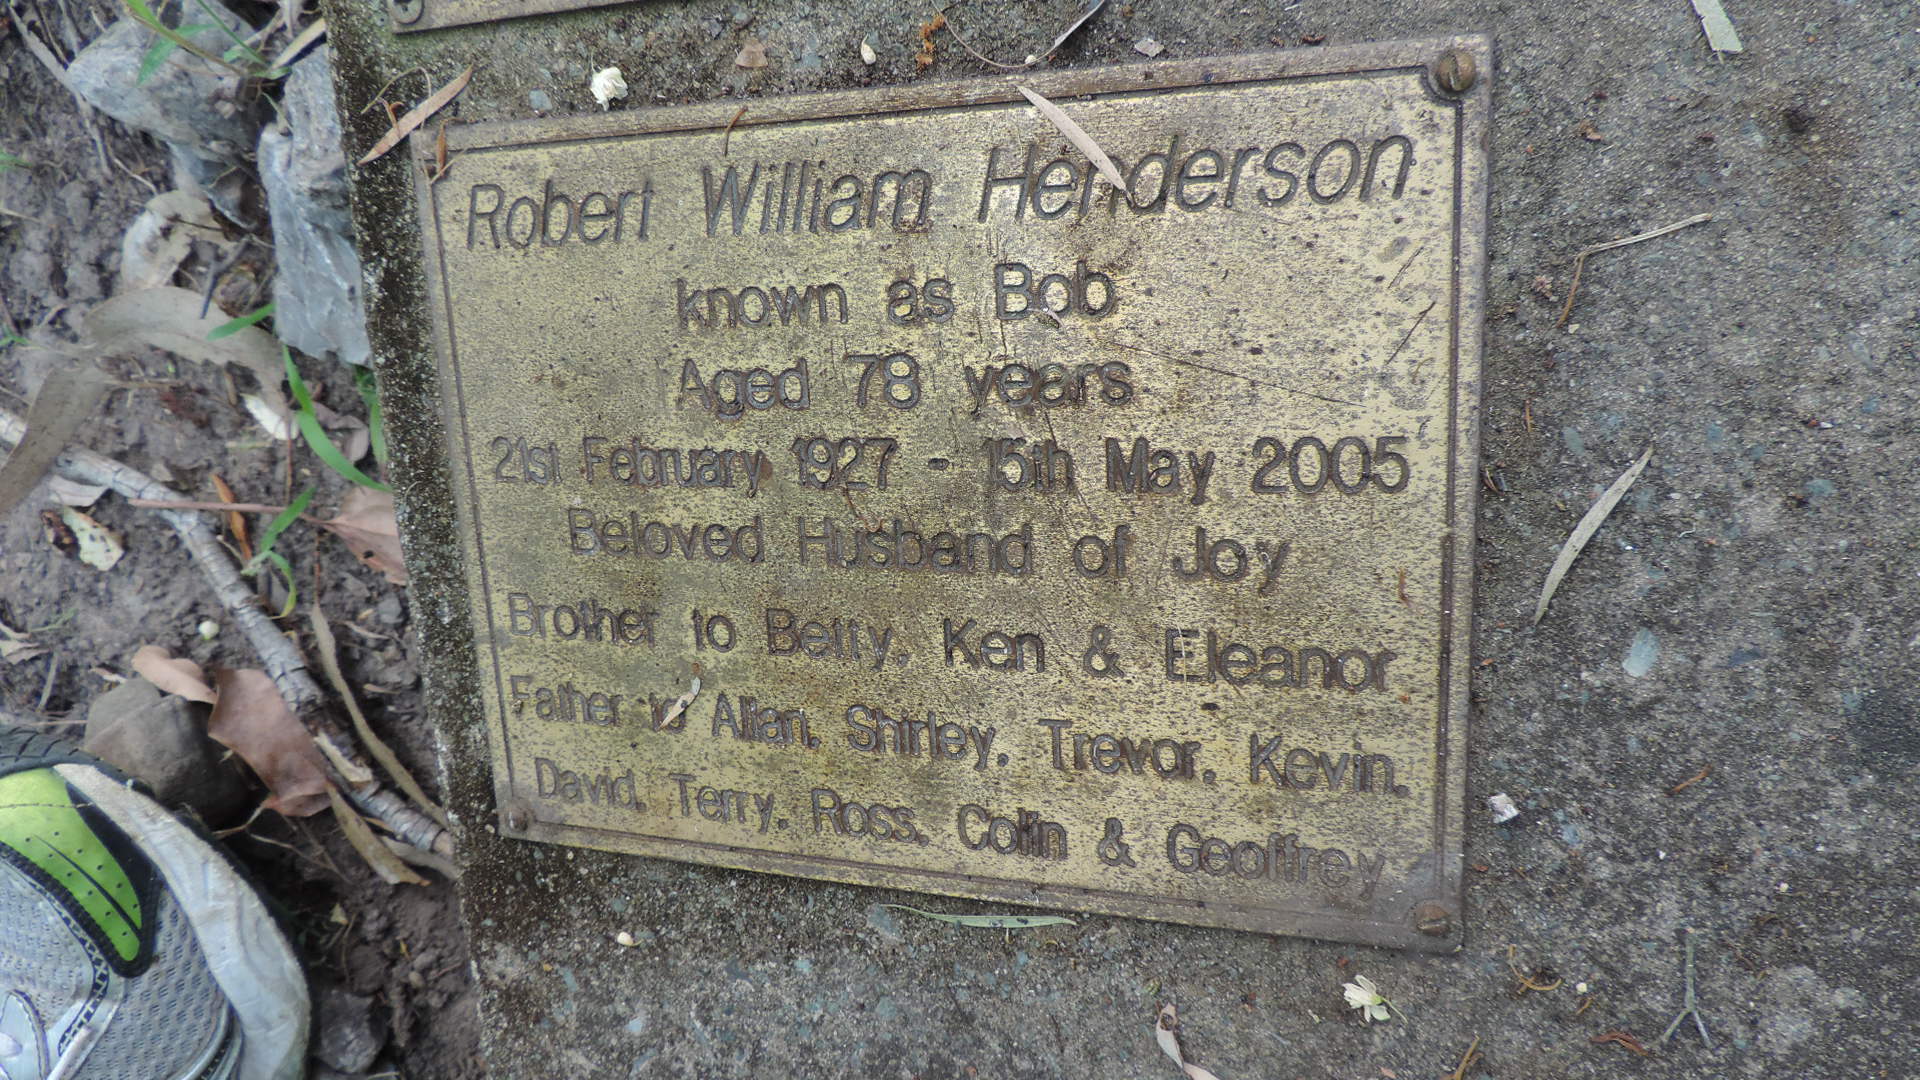 Robert William Henderson
known as Bob
Aged 78 years
21st February 1927 - 15th May 2005
Beloved Husband of Joy
Brother to Betty, Ken & Eleanor
Father to Allan, Shirley, Trevor, Kevin,
David, Terry, Ross, Colin & Geoffrey